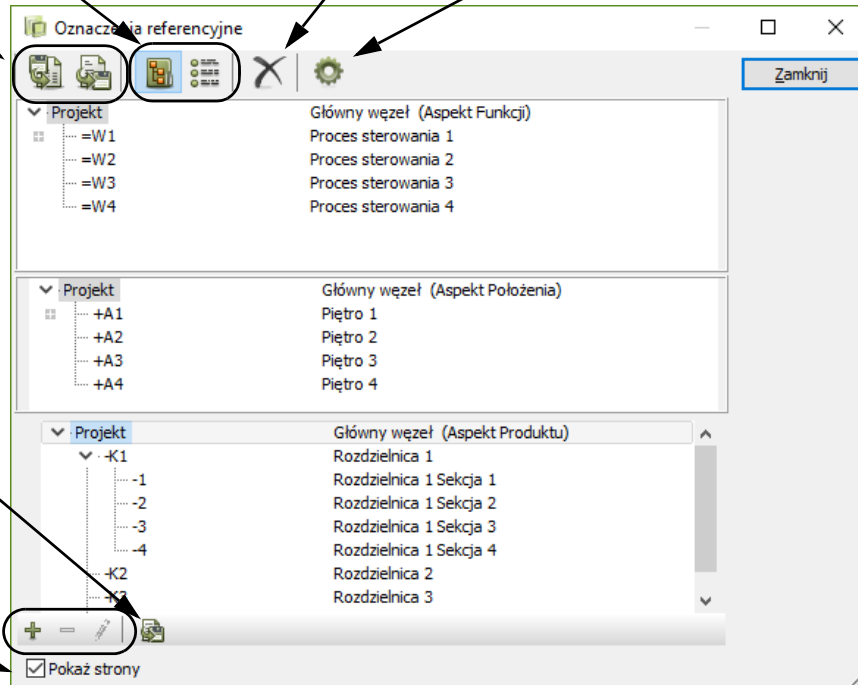 Oznaczenia referencyjne
Zamknij
Projekt Główny węzeł (Aspekt Funkcji)
=W1 Proces sterowania 1
=W2 Proces sterowania 2
=W3 Proces sterowania 3
=W4 Proces sterowania 4
Projekt Główny węzeł (Aspekt Położenia)
+A1 Piętro 1
+A2 Piętro 2
+A3 Piętro 3
+A4 Piętro 4
Projekt Główny węzeł (Aspekt Produktu)
-K1 Rozdzielnica 1
-1 Rozdzielnica 1 Sekcja 1
-2 Rozdzielnica 1 Sekcja 2
-3 Rozdzielnica 1 Sekcja 3
-4 Rozdzielnica 1 Sekcja 4
-K2 Rozdzielnica 2
-K3 Rozdzielnica 3
Pokaż strony